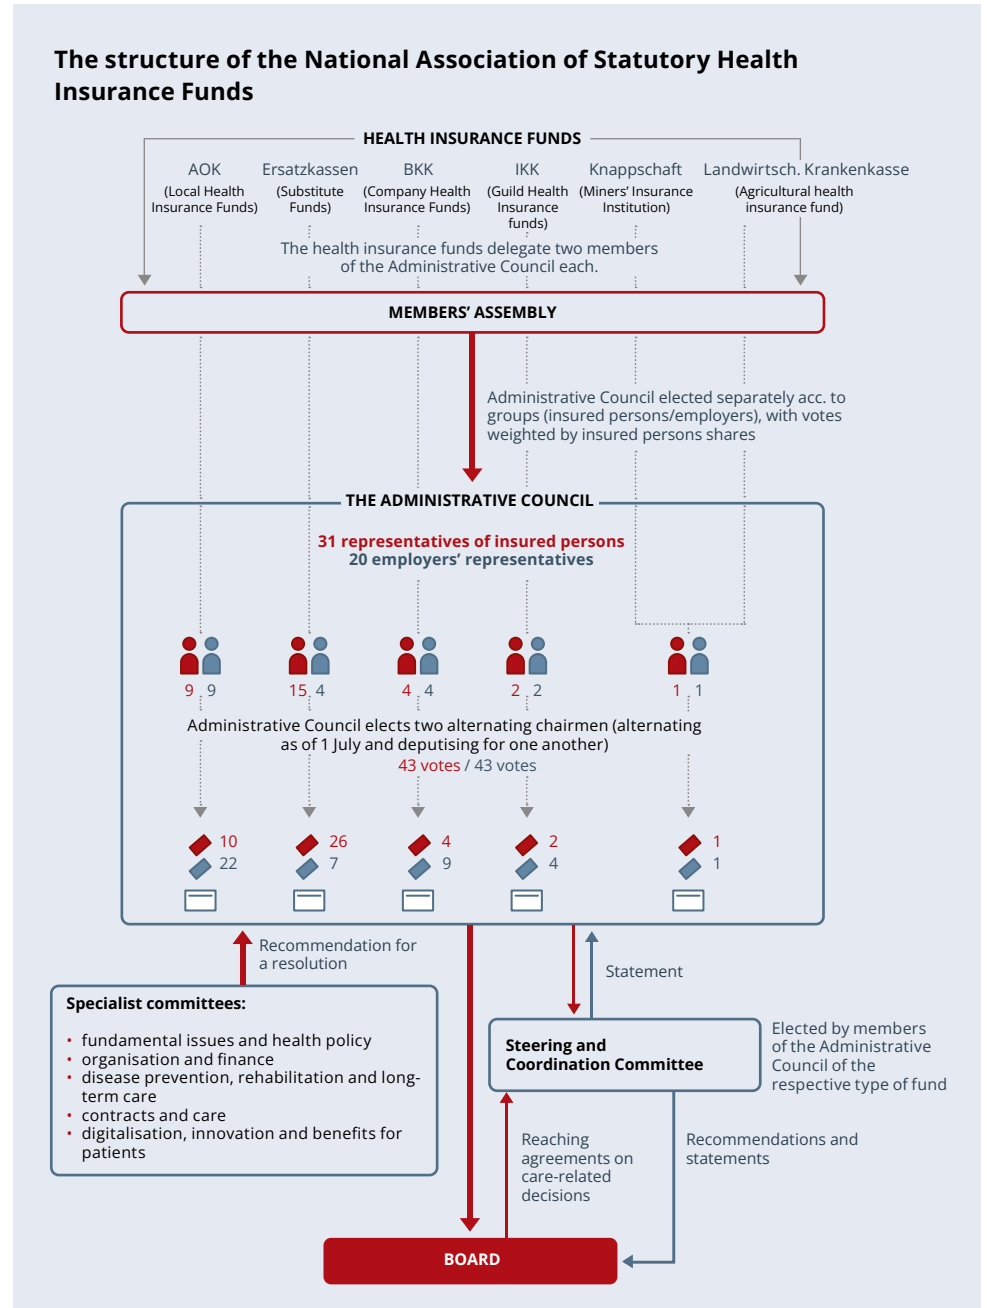 The structure of the National Association of Statutory Health
Insurance Funds
HEALTH INSURANCE FUNDS
AOK
(Local Health
Insurance Funds)
Ersatzkassen
(Substitute
Funds)
BKK
(Company Health
Insurance Funds)
IKK
(Guild Health
Insurance
funds)
Knappschaft
(Miners’ Insurance
Institution)
Landwirtsch. Krankenkasse
(Agricultural health
insurance fund)
The health insurance funds delegate two members
of the Administrative Council each.
MEMBERS’ ASSEMBLY
Administrative Council elected separately acc. to
groups (insured persons/employers), with votes
weighted by insured persons shares
THE ADMINISTRATIVE COUNCIL
31 representatives of insured persons
20 employers’ representatives
9 9
15 4
4 4
2 2
1 1
Administrative Council elects two alternating chairmen (alternating
as of 1 July and deputising for one another)
43 votes / 43 votes
10
22
26
7
4
9
2
4
1
1
Recommendation for
a resolution
Statement
Specialist committees:
• fundamental issues and health policy
• organisation and finance
• disease prevention, rehabilitation and long-
term care
• contracts and care
• digitalisation, innovation and benefits for
patients
Steering and
Coordination Committee
Elected by members
of the Administrative
Council of the
respective type of fund
Reaching
agreements on
care-related
decisions
Recommendations and
statements
BOARD